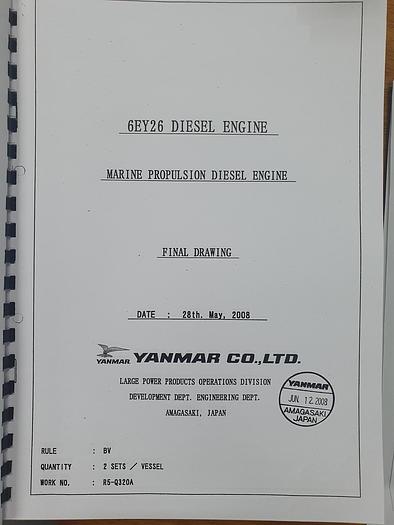 6EY26 DIESEL ENGINE
MARINE PROPULSION DIESEL ENGINE
FINAL DRAWING
DATE : 28th. May, 2008
YANMAR YANMAR CO.,LTD.
LARGE POWER PRODUCTS OPERATIONS DIVISION
DEVELOPMENT DEPT. ENGINEERING DEPT.
AMAGASAKI, JAPAN
YANMAR
JUN. 12. 2008
AMAGASAKI
JAPAN
RULE : BV
QUANTITY : 2 SETS / VESSEL
WORK NO. : R5-Q320A